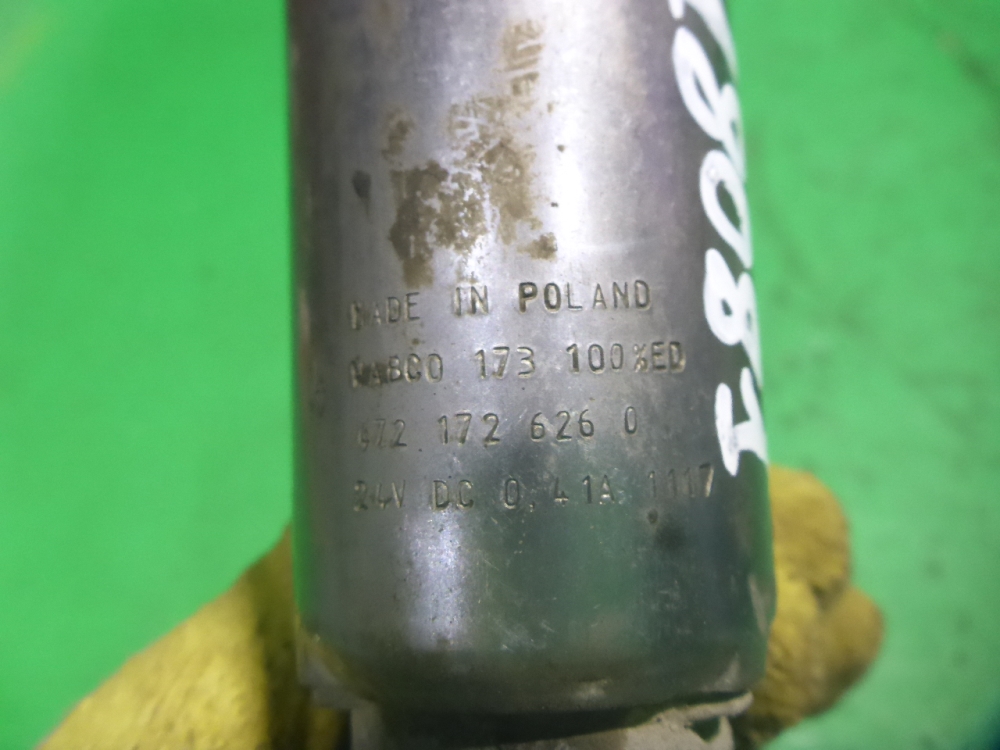 MADE IN POLAND
WABCO 173 100%ED
472 172 626 0
24V DC 0,41A 1117